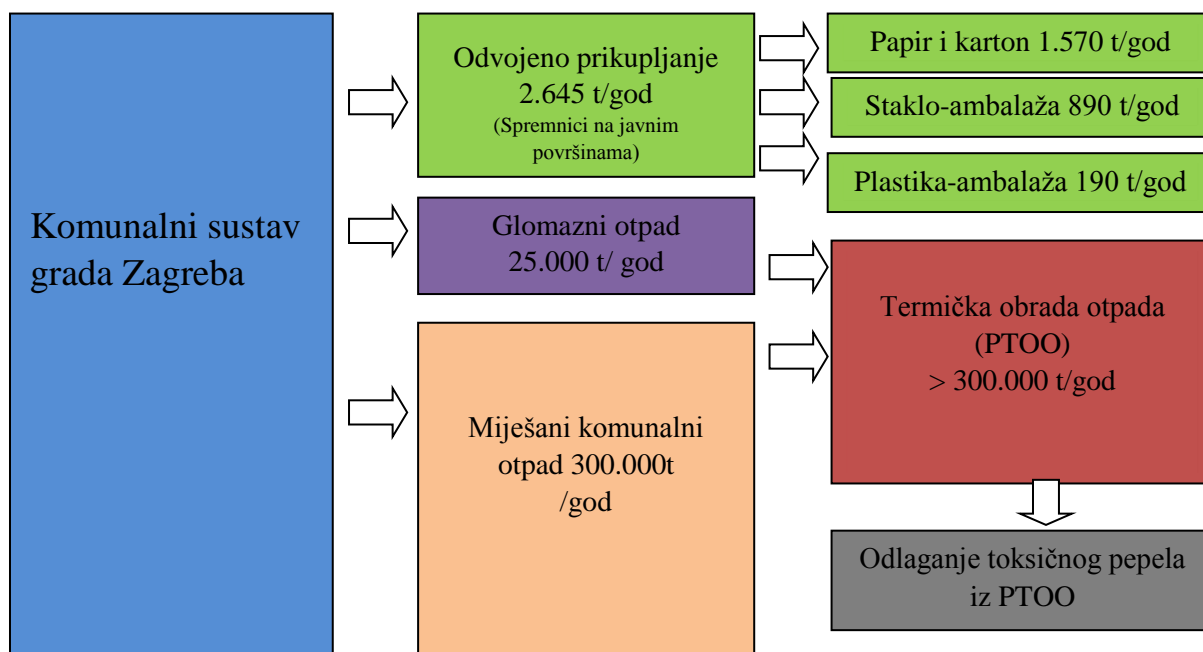 Komunalni sustav
grada Zagreba
Odvojeno prikupljanje
2.645 t/god
(Spremnici na javnim
površinama)
Glomazni otpad
25.000 t/ god
Miješani komunalni
otpad 300.000t
/god
Papir i karton 1.570 t/god
Staklo-ambalaža 890 t/god
Plastika-ambalaža 190 t/god
Termička obrada otpada
(PTOO)
> 300.000 t/god
Odlaganje toksičnog pepela
iz PTOO